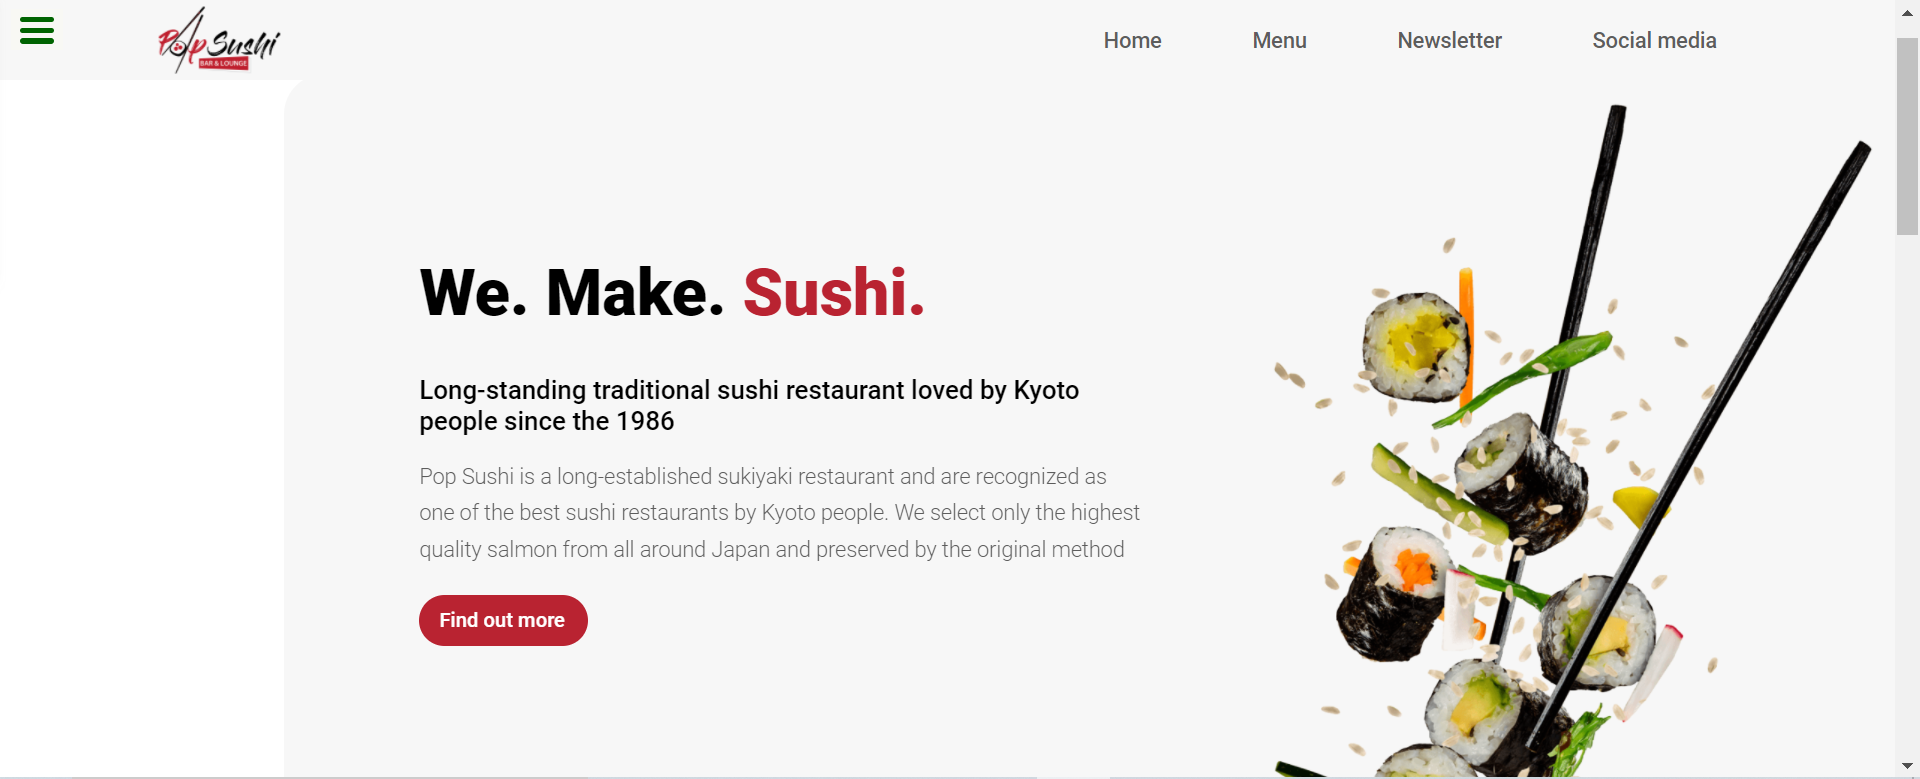 Pop Sushi
BAR & LOUNGE
Home
Menu
Newsletter
Social media
We. Make. Sushi.
Long-standing traditional sushi restaurant loved by Kyoto
people since the 1986
Pop Sushi is a long-established sukiyaki restaurant and are recognized as
one of the best sushi restaurants by Kyoto people. We select only the highest
quality salmon from all around Japan and preserved by the original method
Find out more